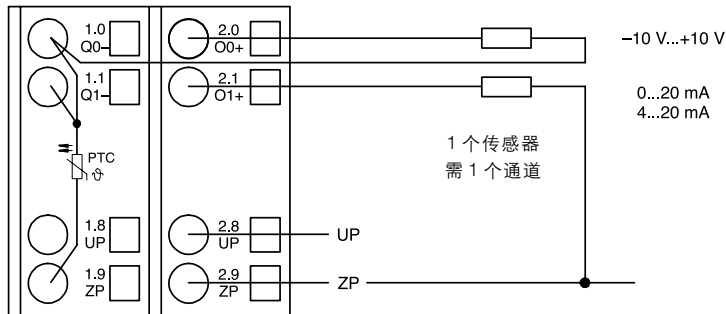 1.0
Q0–
2.0
O0+
–10 V...+10 V
1.1
Q1–
2.1
O1+
0...20 mA
4...20 mA
1 个传感器
需 1 个通道
PTC
ϑ
1.8
UP
2.8
UP
UP
1.9
ZP
2.9
ZP
ZP